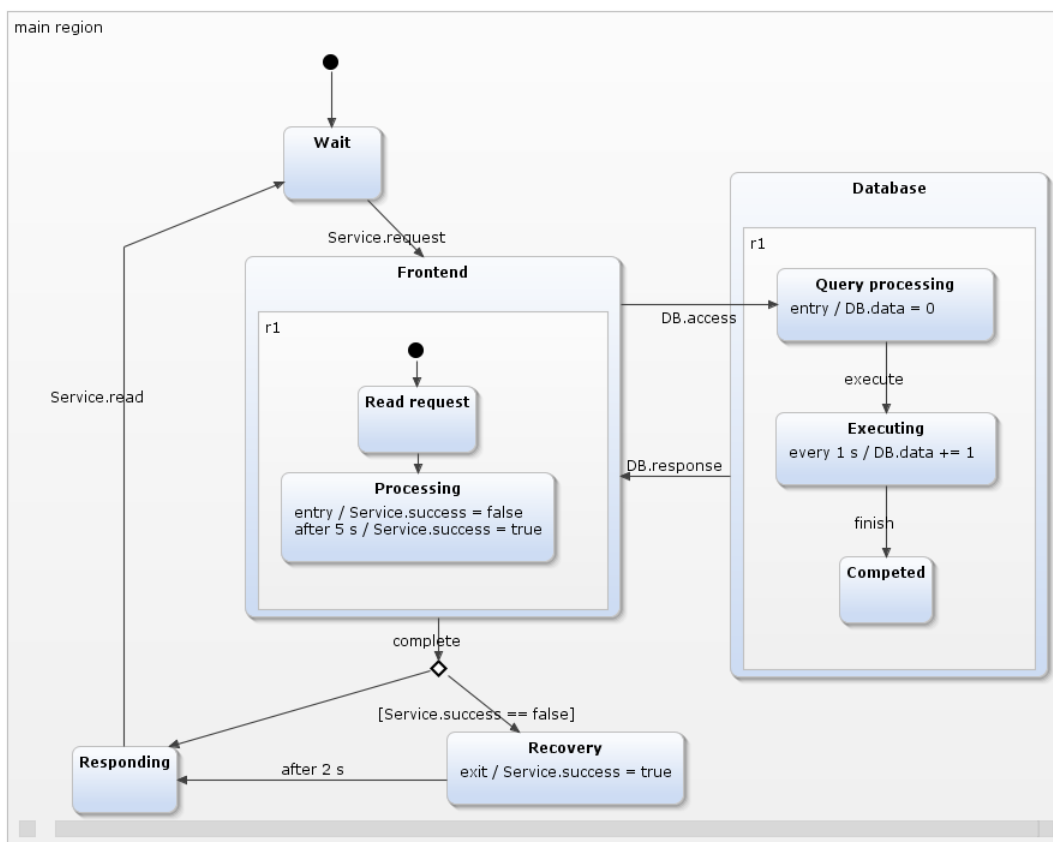 main region
Wait
Service.request
Database
r1
Frontend
Query processing
entry / DB.data = 0
DB.access
r1
execute
Service.read
Read request
Executing
every 1 s / DB.data += 1
DB.response
Processing
entry / Service.success = false
after 5 s / Service.success = true
finish
Competed
complete
[Service.success == false]
Recovery
exit / Service.success = true
after 2 s
Responding